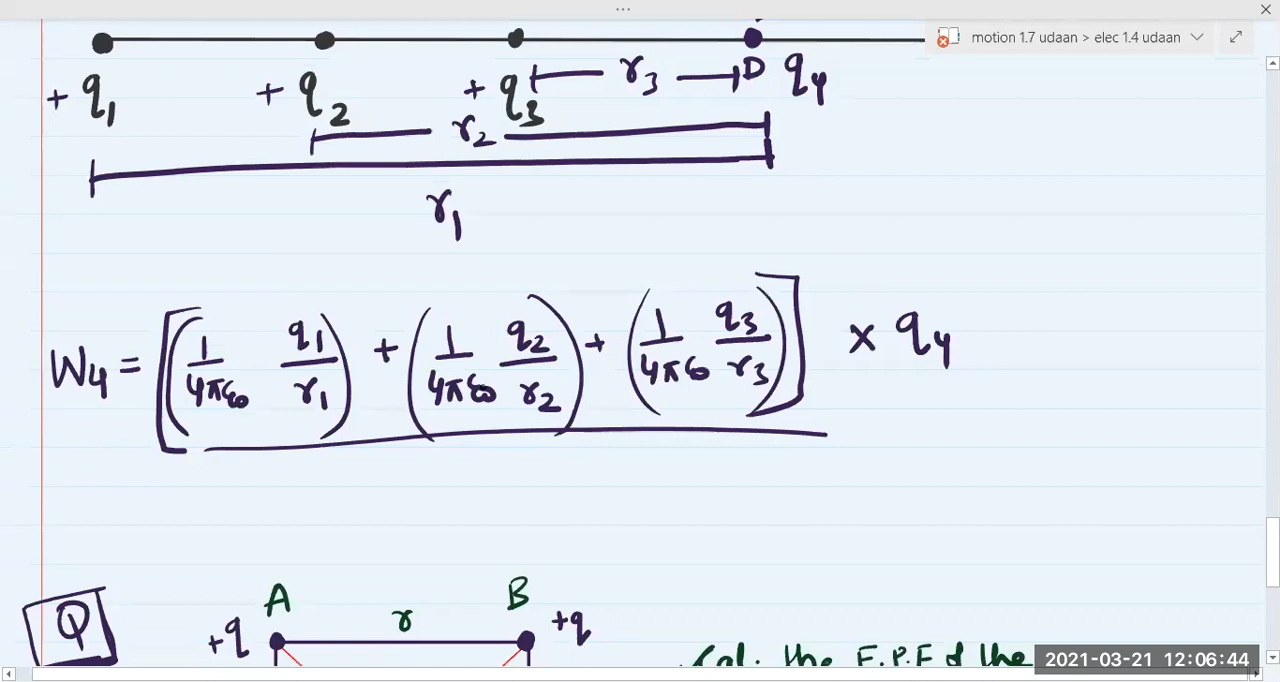 ...
motion 1.7 udaan > elec 1.4 udaan
+ q₁ + q₂ + q₃ r₃ D q₄
r₂
r₁
W₄ = [(1/4πε₀ q₁/r₁) + (1/4πε₀ q₂/r₂) + (1/4πε₀ q₃/r₃)] × q₄
Q
A B
+q r +q
Cal. the E.P.E of the
2021-03-21 12:06:44